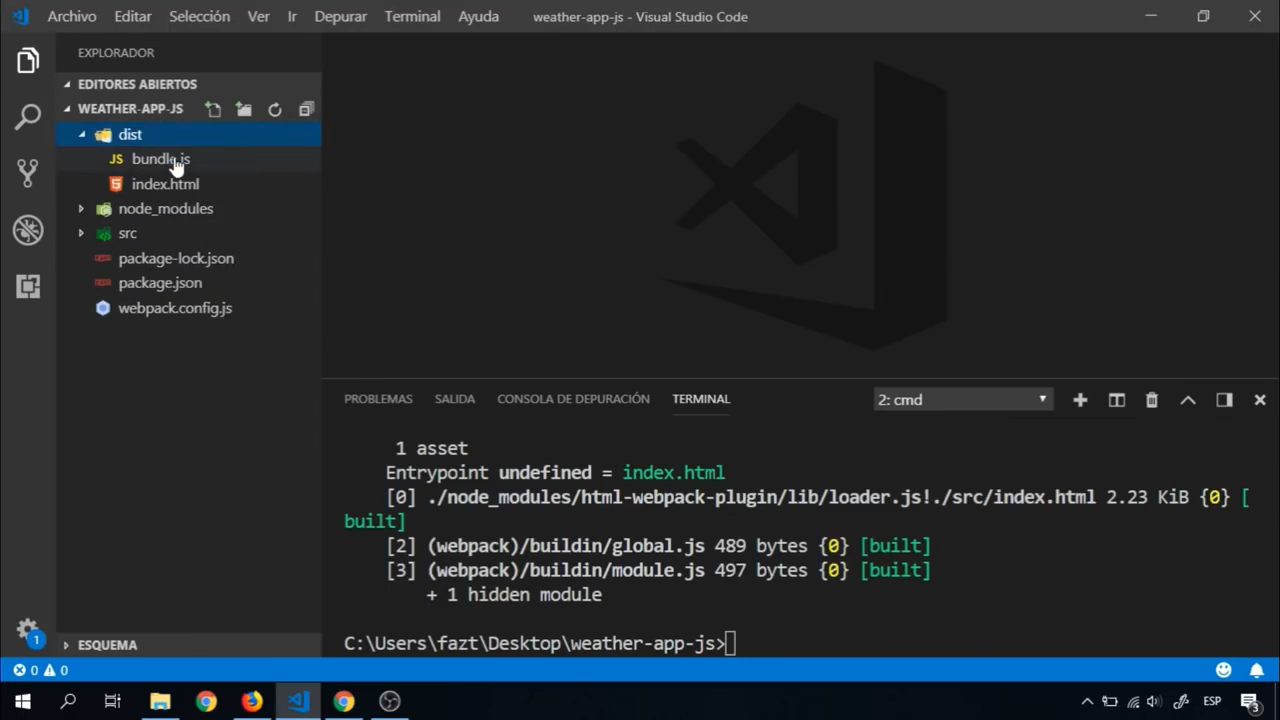 Archivo Editar Selección Ver Ir Depurar Terminal Ayuda weather-app-js - Visual Studio Code
EXPLORADOR
EDITORES ABIERTOS
WEATHER-APP-JS
dist
JS bundle.js
index.html
node_modules
src
package-lock.json
package.json
webpack.config.js
ESQUEMA
PROBLEMAS SALIDA CONSOLA DE DEPURACIÓN TERMINAL 2: cmd
1 asset
Entrypoint undefined = index.html
[0] ./node_modules/html-webpack-plugin/lib/loader.js!./src/index.html 2.23 KiB {0} [
built]
[2] (webpack)/buildin/global.js 489 bytes {0} [built]
[3] (webpack)/buildin/module.js 497 bytes {0} [built]
+ 1 hidden module
C:\Users\fazt\Desktop\weather-app-js>
1
0 0
ESP
3